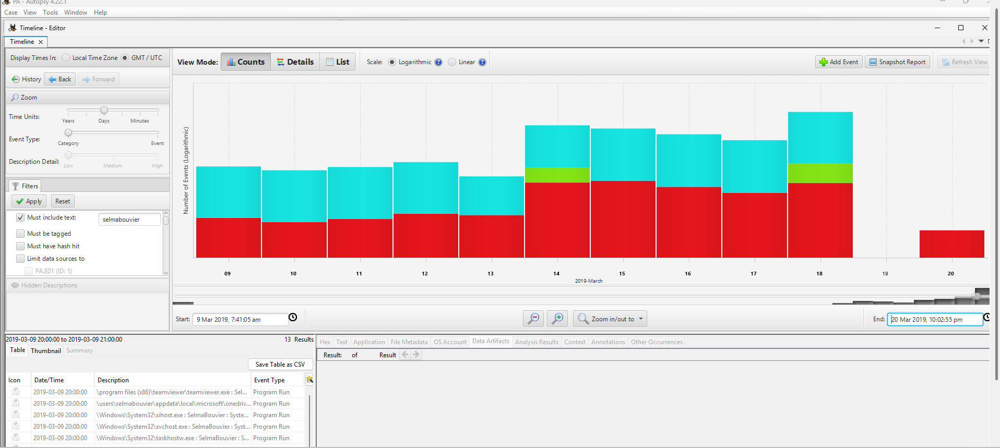 PA - Autopsy 4.22.1
Case View Tools Window Help
Timeline - Editor
Timeline
Display Times In: Local Time Zone GMT / UTC
View Mode: Counts Details List Scale: Logarithmic ? Linear ? Add Event Snapshot Report Refresh View
History Back Forward
Zoom
Time Units:
Years Days Minutes
Event Type:
Category Event
Description Detail:
Low Medium High
Filters
Apply Reset
Must include text: selmabouvier
Must be tagged
Must have hash hit
Limit data sources to
PA.E01 (ID: 1)
Hidden Descriptions
Number of Events (Logarithmic)
09 10 11 12 13 14 15 16 17 18 19 20
2019-March
Start: 9 Mar 2019, 7:41:05 am Zoom in/out to End: 20 Mar 2019, 10:02:55 pm
2019-03-09 20:00:00 to 2019-03-09 21:00:00 13 Results
Table Thumbnail Summary
Save Table as CSV
Icon Date/Time Description Event Type
2019-03-09 20:00:00 \program files (x86)\teamviewer\teamviewer.exe : Sel... Program Run
2019-03-09 20:00:00 \users\selmabouvier\appdata\local\microsoft\onedriv... Program Run
2019-03-09 20:00:00 \Windows\System32\sihost.exe : SelmaBouvier : Syste... Program Run
2019-03-09 20:00:00 \Windows\System32\svchost.exe : SelmaBouvier : Syst... Program Run
2019-03-09 20:00:00 \Windows\System32\taskhostw.exe : SelmaBouvier : S... Program Run
Hex Text Application File Metadata OS Account Data Artifacts Analysis Results Context Annotations Other Occurrences
Result: of Result